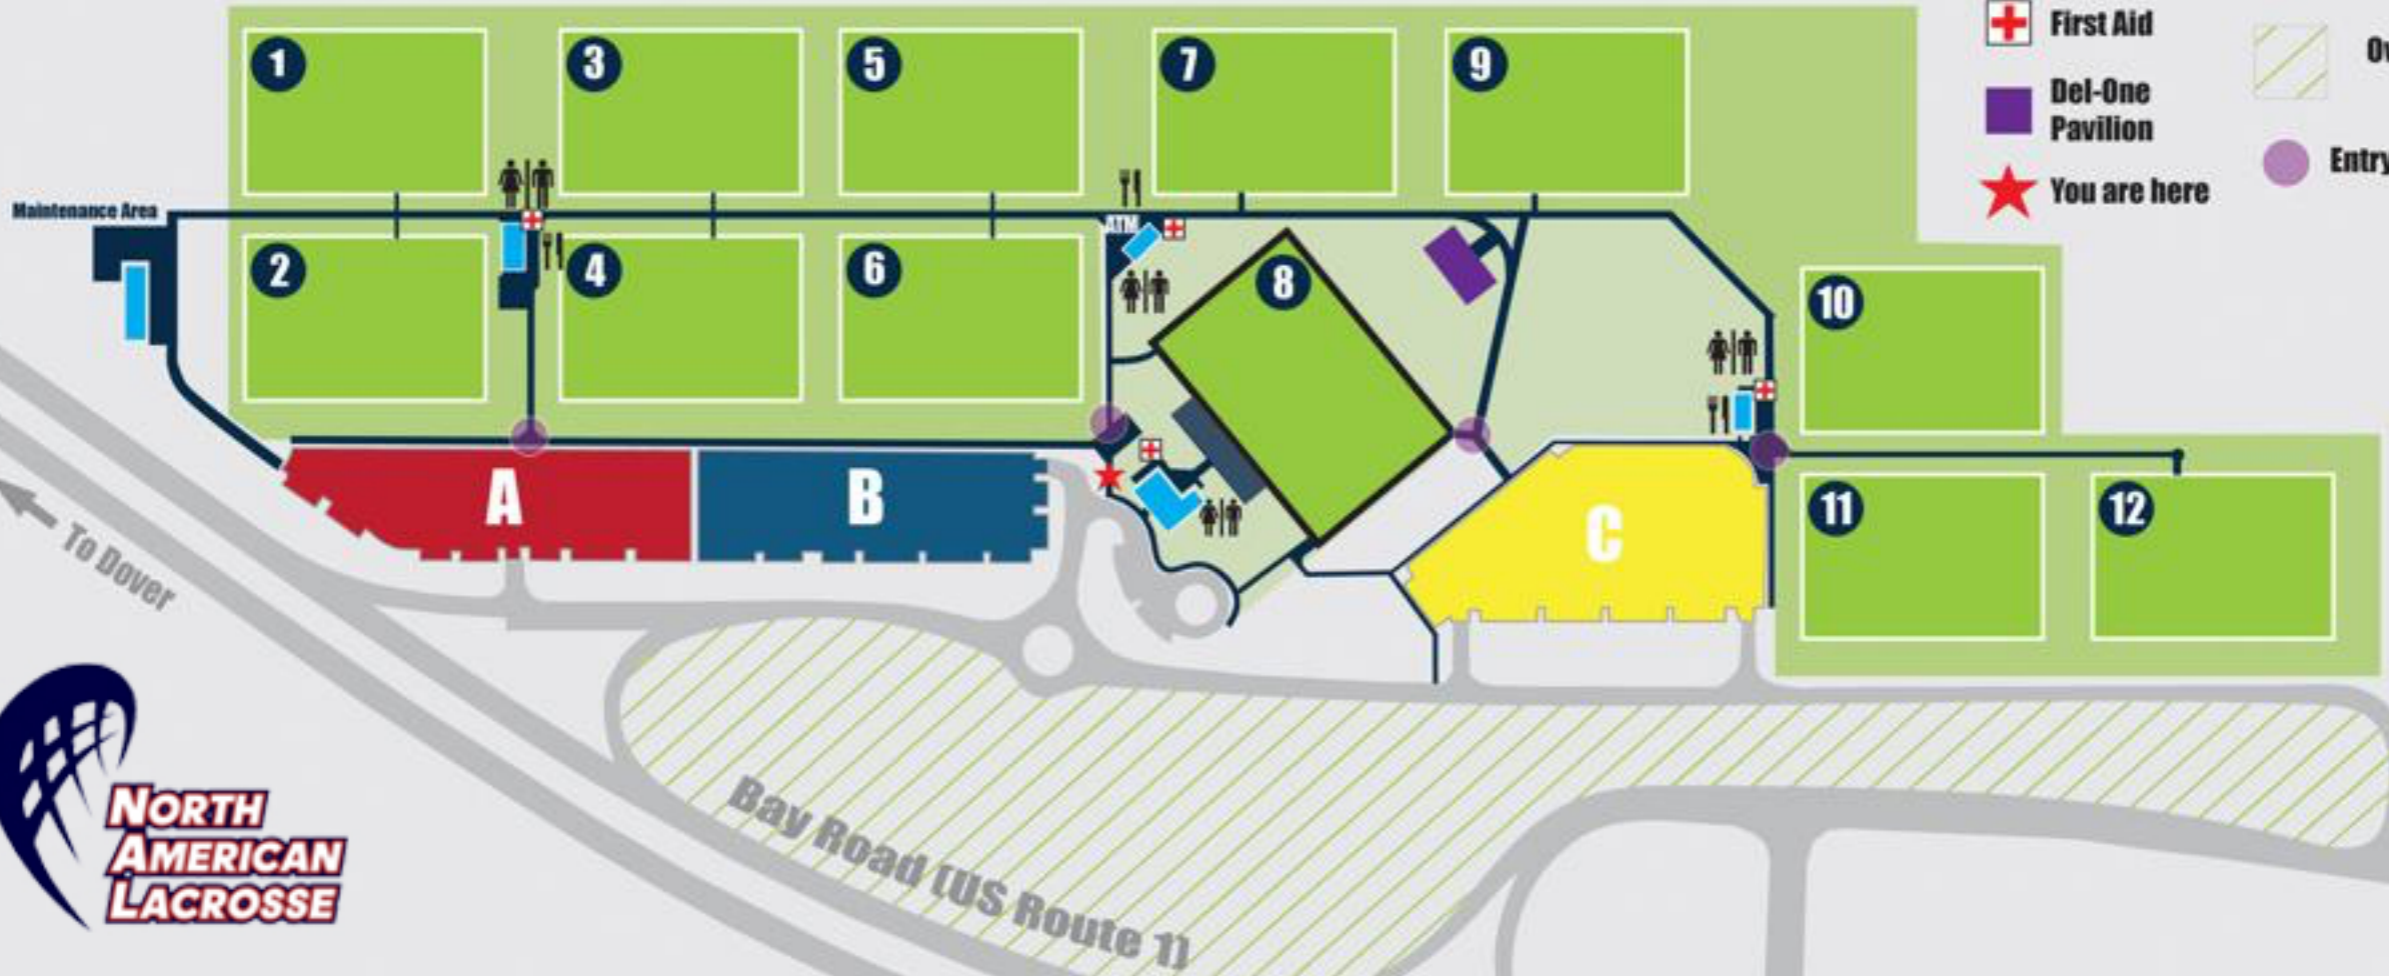 1
3
5
7
9
First Aid
Del-One
Pavilion
Entry
You are here
Maintenance Area
ATM
2
4
6
8
10
A
B
C
11
12
To Dover
Bay Road (US Route 1)
NORTH
AMERICAN
LACROSSE